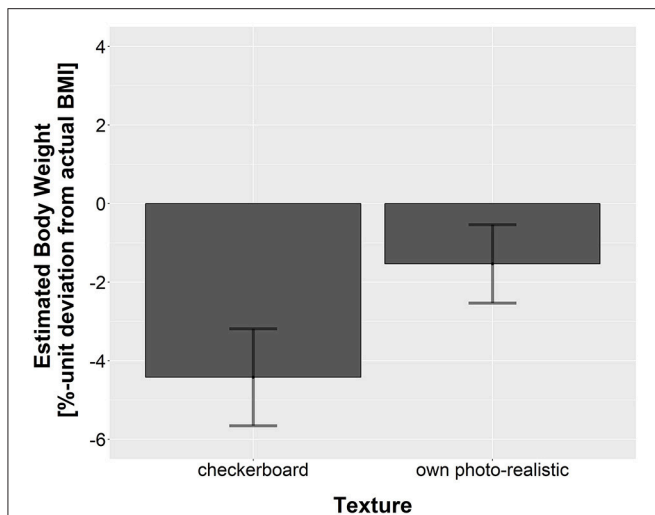 Estimated Body Weight
[%-unit deviation from actual BMI]
4
2
0
-2
-4
-6
checkerboard
own photo-realistic
Texture